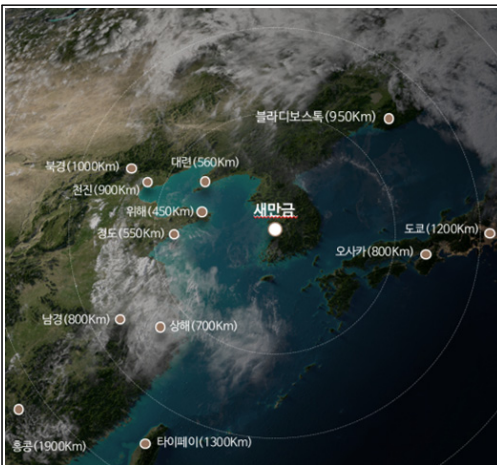 블라디보스톡(950Km)
북경(1000Km)
대련(560Km)
천진(900Km)
위해(450Km)
새만금
청도(550Km)
도쿄(1200Km)
오사카(800Km)
남경(800Km)
상해(700Km)
홍콩(1900Km)
타이페이(1300Km)